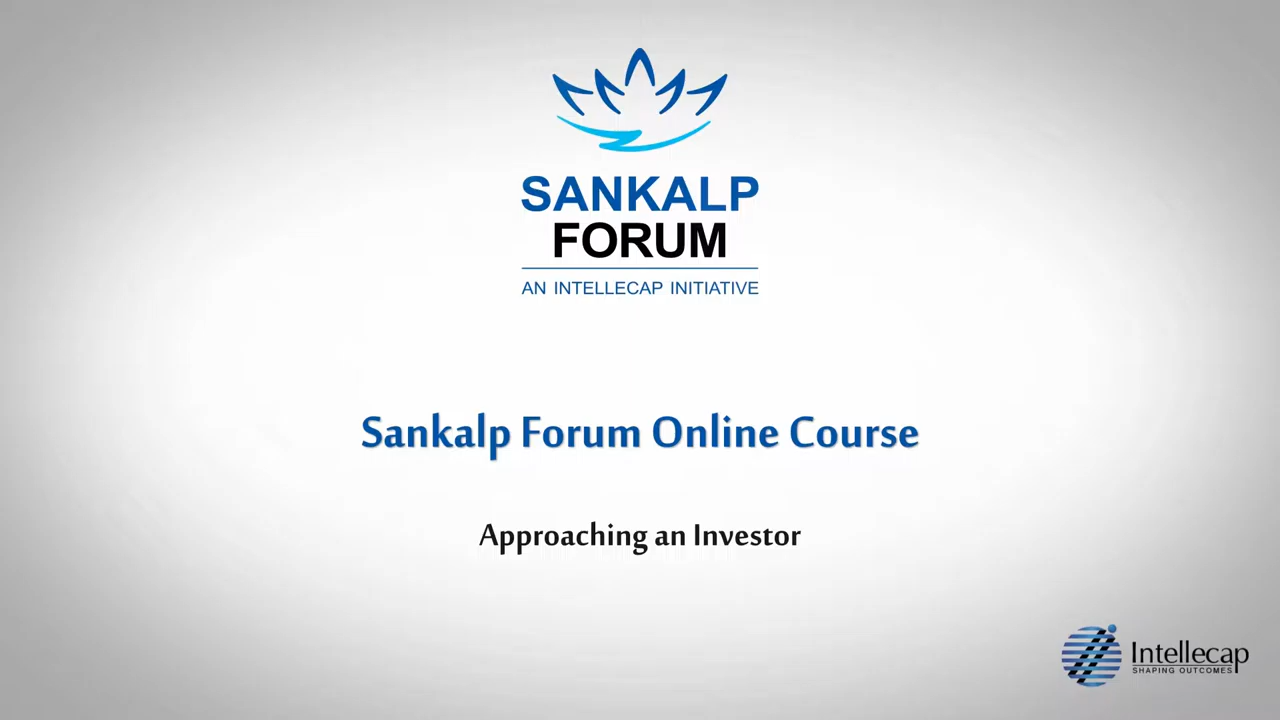 SANKALP
FORUM
AN INTELLECAP INITIATIVE
Sankalp Forum Online Course
Approaching an Investor
Intellecap
SHAPING OUTCOMES